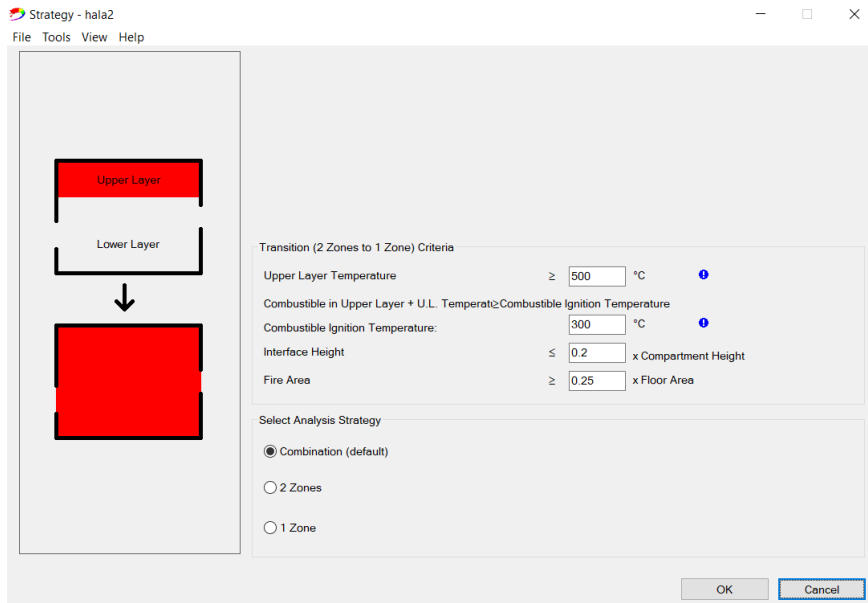 Strategy - hala2
File Tools View Help
Upper Layer
Lower Layer
Transition (2 Zones to 1 Zone) Criteria
Upper Layer Temperature ≥ 500 °C
Combustible in Upper Layer + U.L. Temperat≥Combustible Ignition Temperature
Combustible Ignition Temperature: 300 °C
Interface Height ≤ 0.2 x Compartment Height
Fire Area ≥ 0.25 x Floor Area
Select Analysis Strategy
Combination (default)
2 Zones
1 Zone
OK Cancel